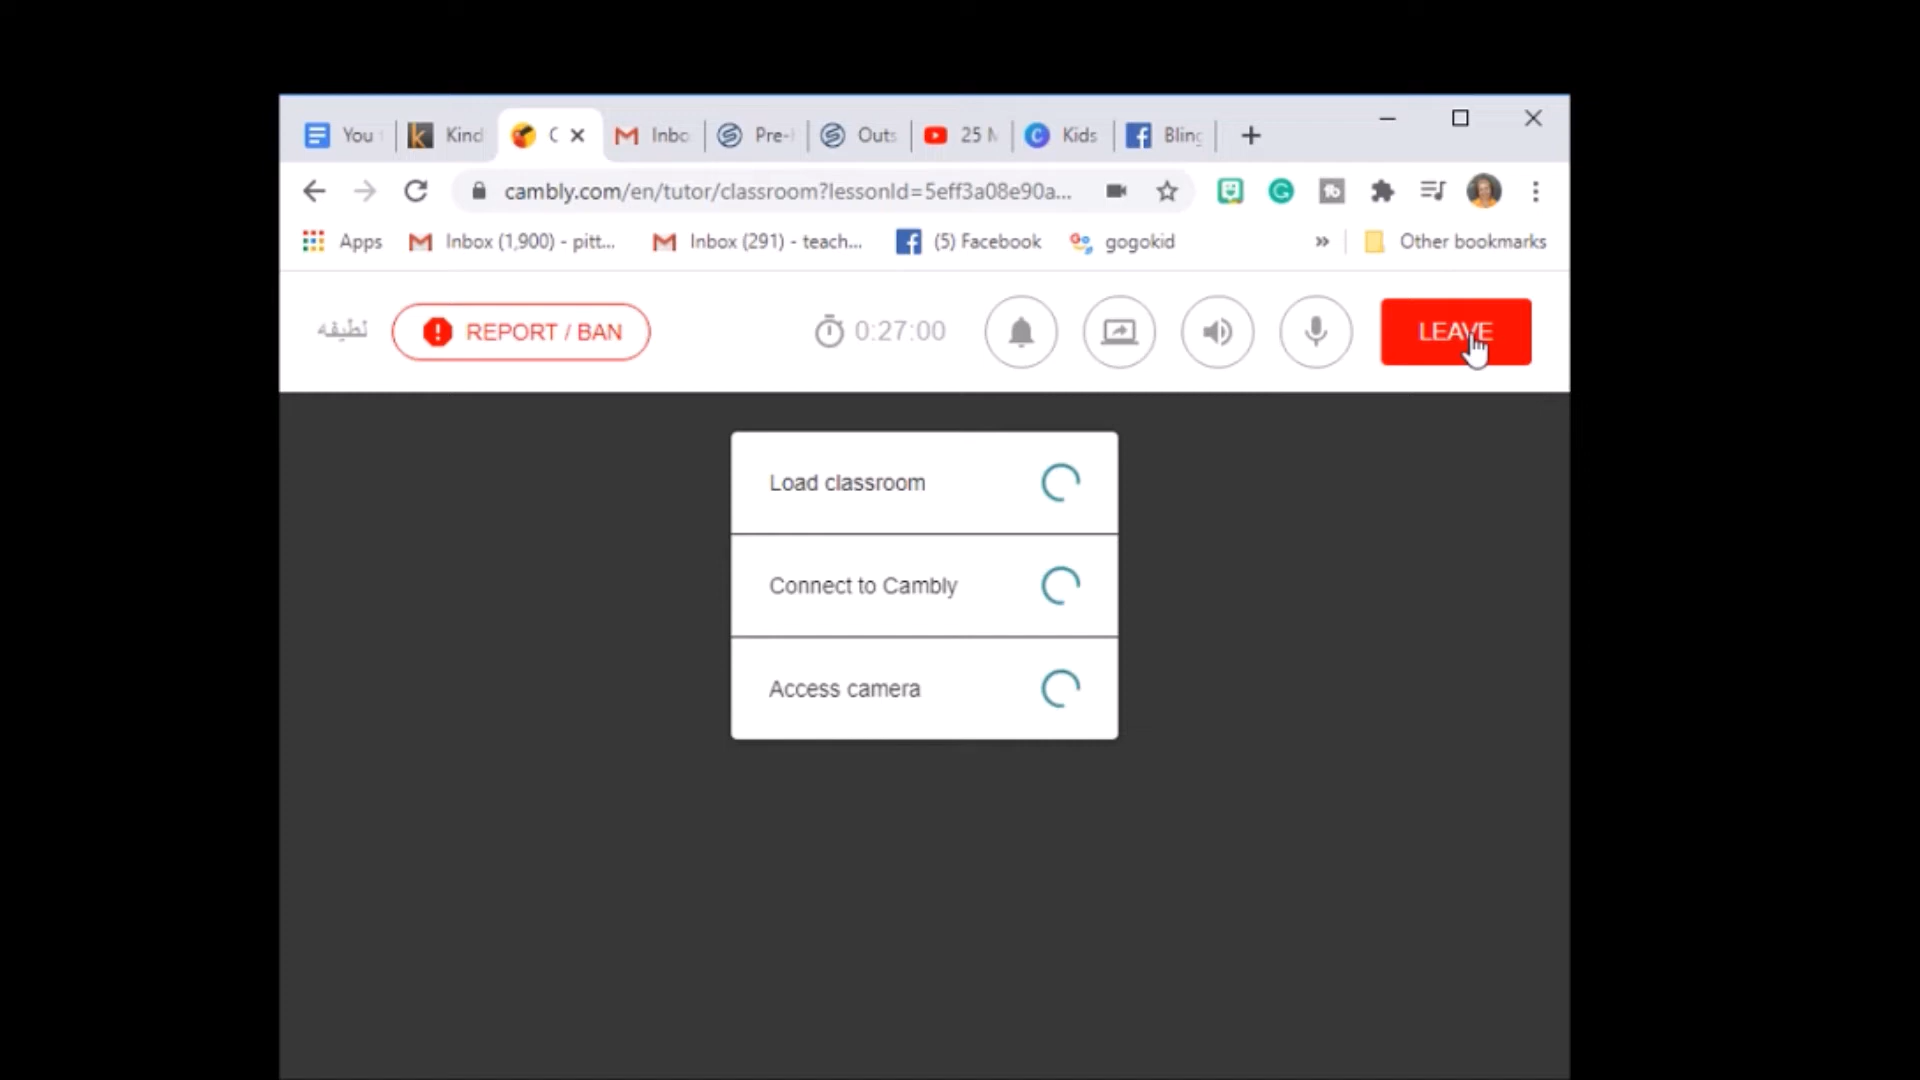 You
Kind
C
Inbo
Pre-
Outs
25 M
Kids
Bling
cambly.com/en/tutor/classroom?lessonId=5eff3a08e90a...
Apps
Inbox (1,900) - pitt...
Inbox (291) - teach...
(5) Facebook
gogokid
»
Other bookmarks
لطيفه
REPORT / BAN
0:27:00
LEAVE
Load classroom
Connect to Cambly
Access camera